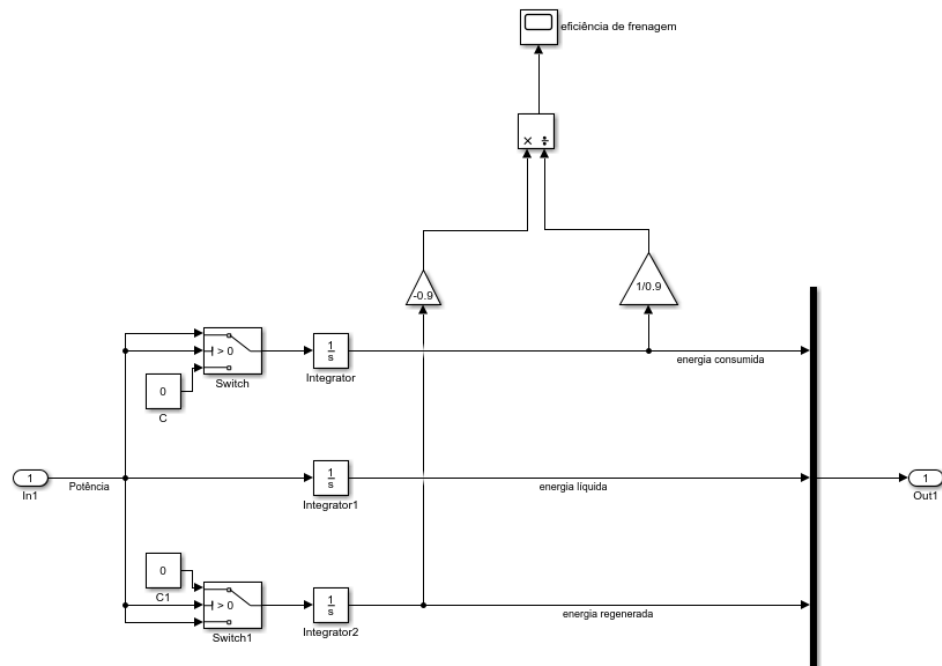 eficiência de frenagem
× ÷
-0.9
1/0.9
> 0
Switch
1
s
Integrator
energia consumida
0
C
1
In1
Potência
1
s
Integrator1
energia líquida
1
Out1
0
C1
> 0
Switch1
1
s
Integrator2
energia regenerada